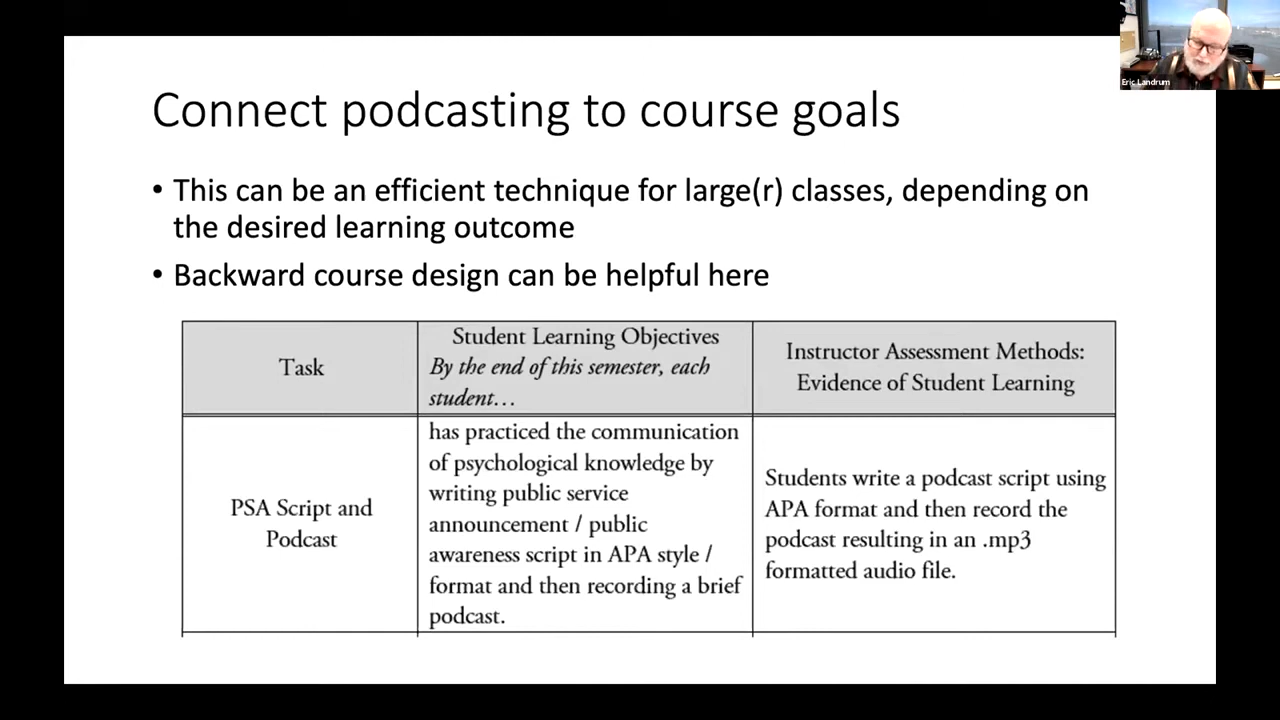 Eric Landrum
Connect podcasting to course goals
• This can be an efficient technique for large(r) classes, depending on
the desired learning outcome
• Backward course design can be helpful here
Task
Student Learning Objectives
By the end of this semester, each
student…
Instructor Assessment Methods:
Evidence of Student Learning
PSA Script and
Podcast
has practiced the communication
of psychological knowledge by
writing public service
announcement / public
awareness script in APA style /
format and then recording a brief
podcast.
Students write a podcast script using
APA format and then record the
podcast resulting in an .mp3
formatted audio file.